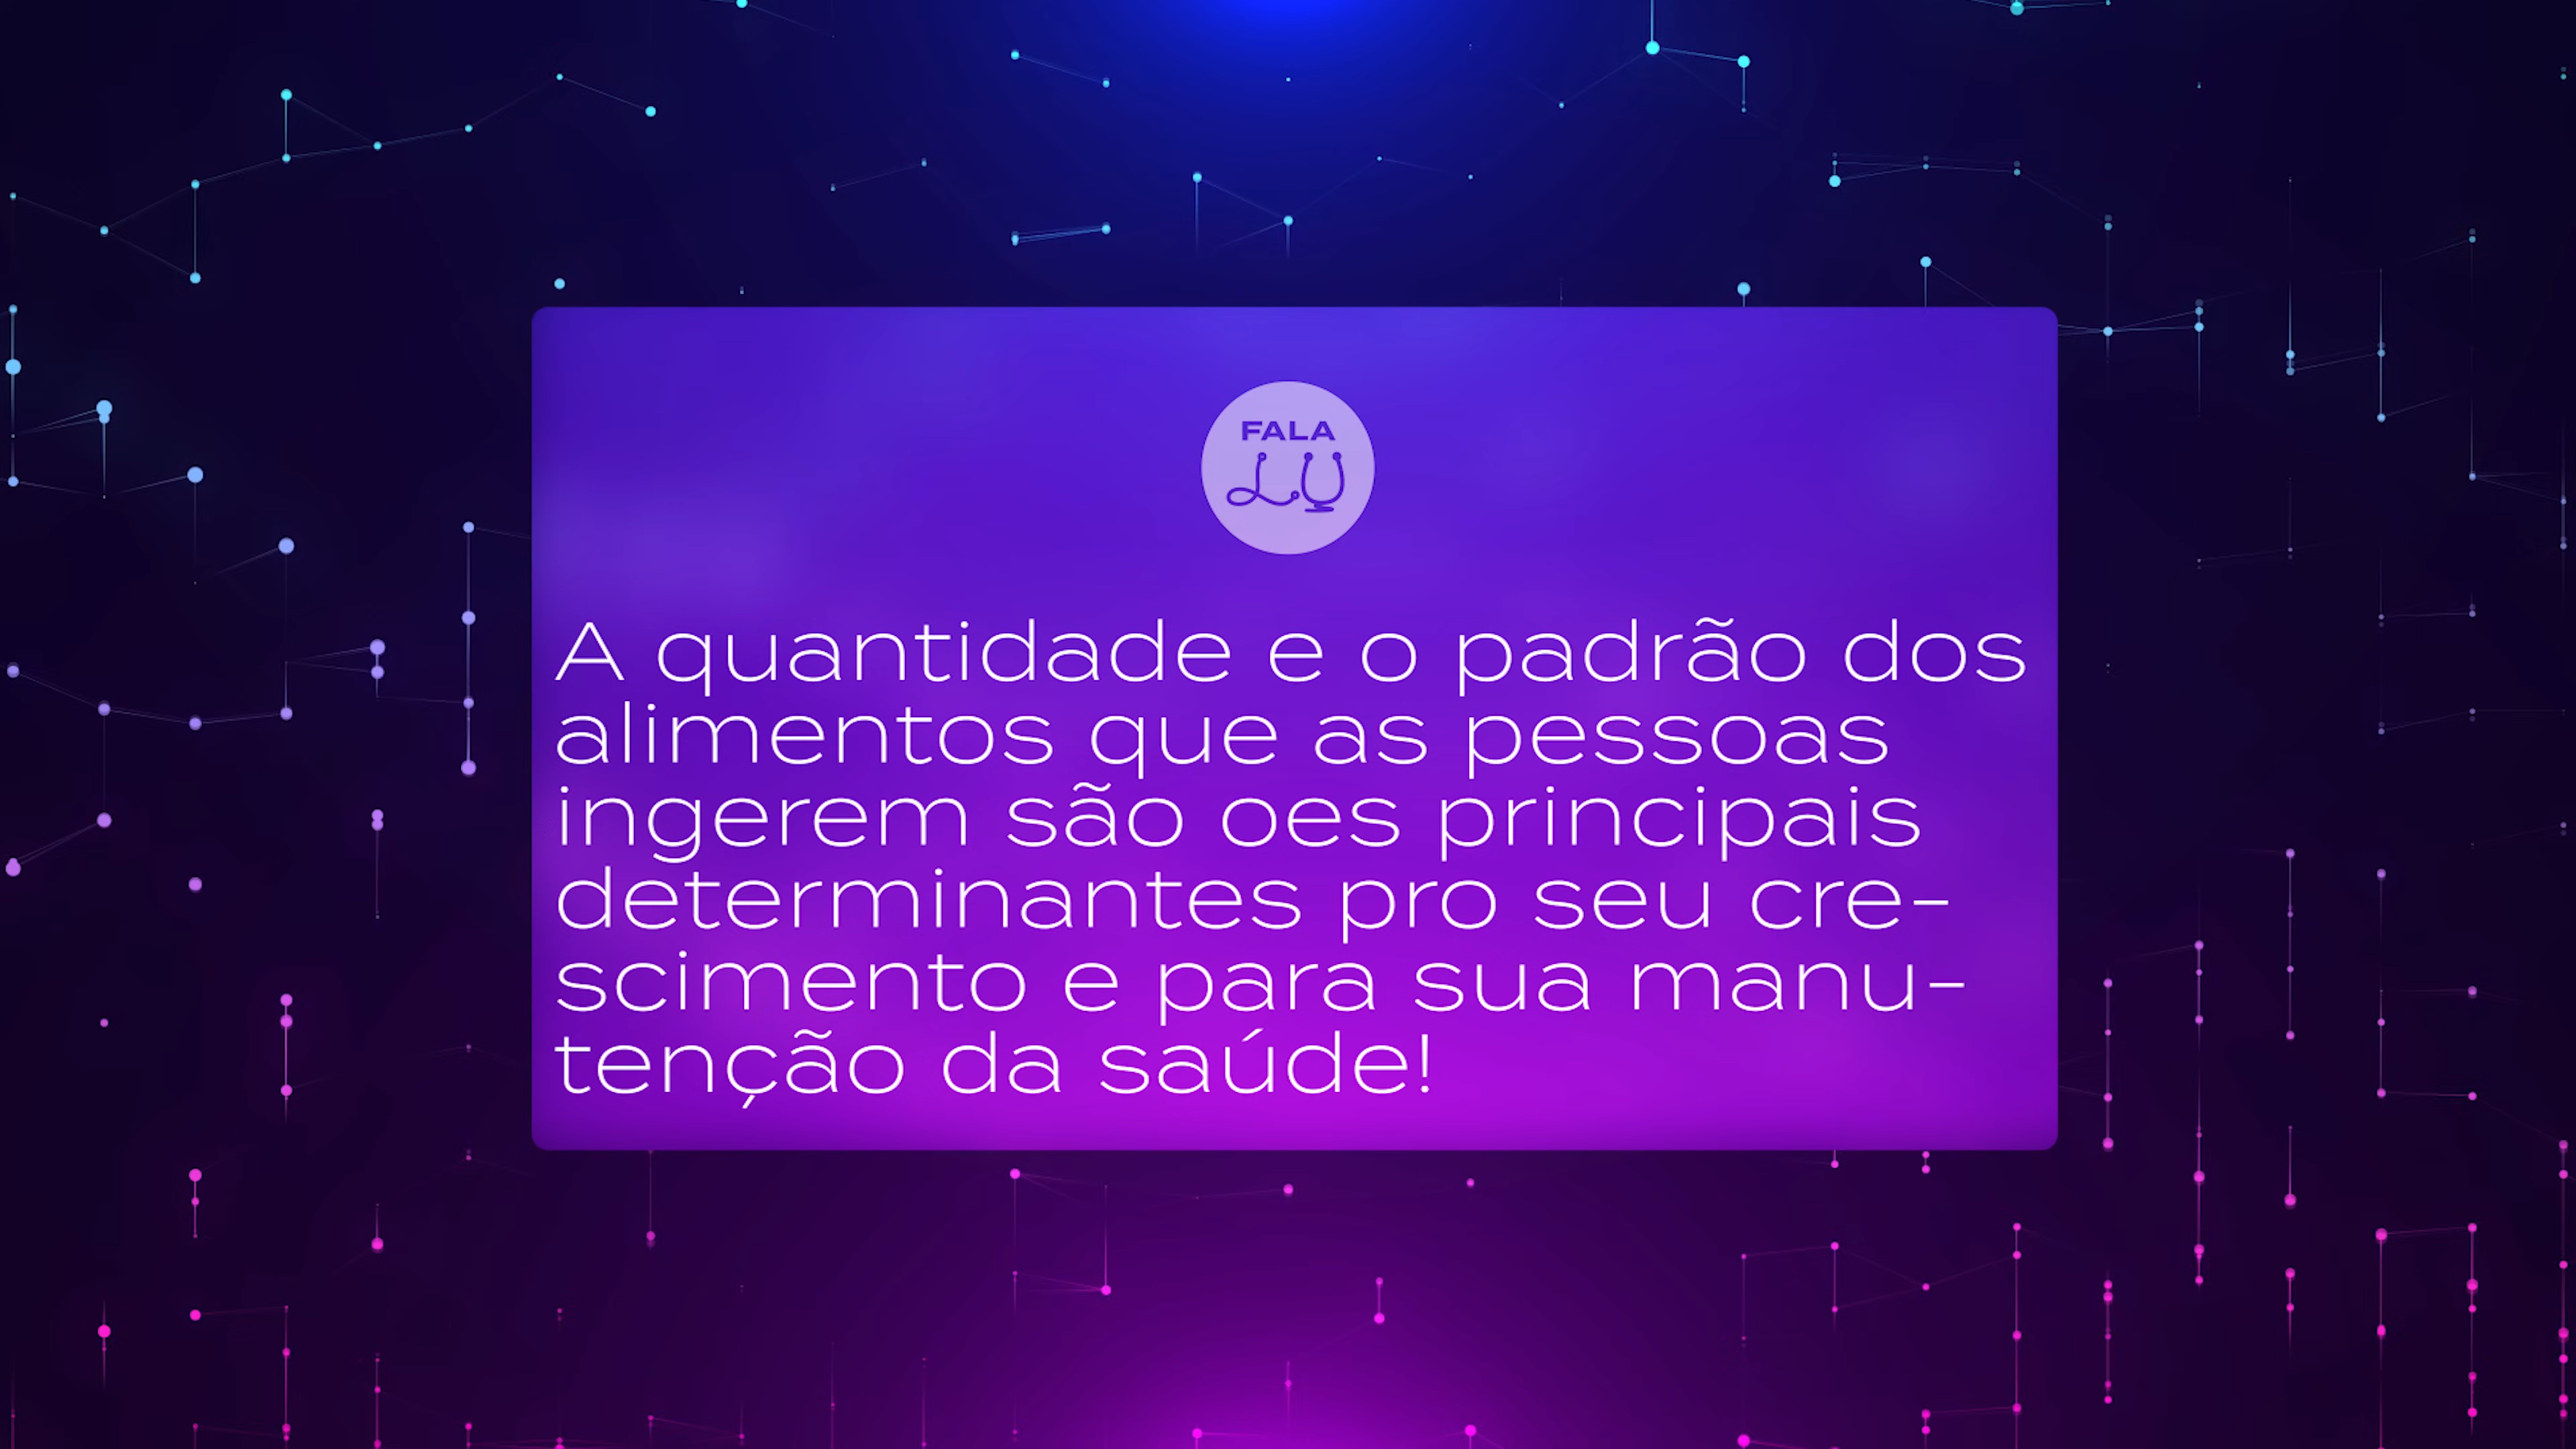 FALA
LU
A quantidade e o padrão dos
alimentos que as pessoas
ingerem são oes principais
determinantes pro seu cre-
scimento e para sua manu-
tenção da saúde!